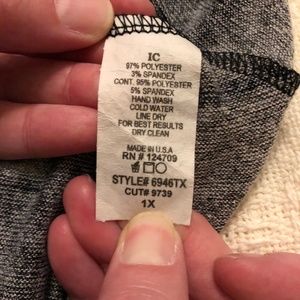 IC
97% POLYESTER
3% SPANDEX
CONT. 95% POLYESTER
5% SPANDEX
HAND WASH
COLD WATER
LINE DRY
FOR BEST RESULTS
DRY CLEAN
MADE IN U.S.A
RN # 124709
STYLE# 6946TX
CUT# 9739
1X